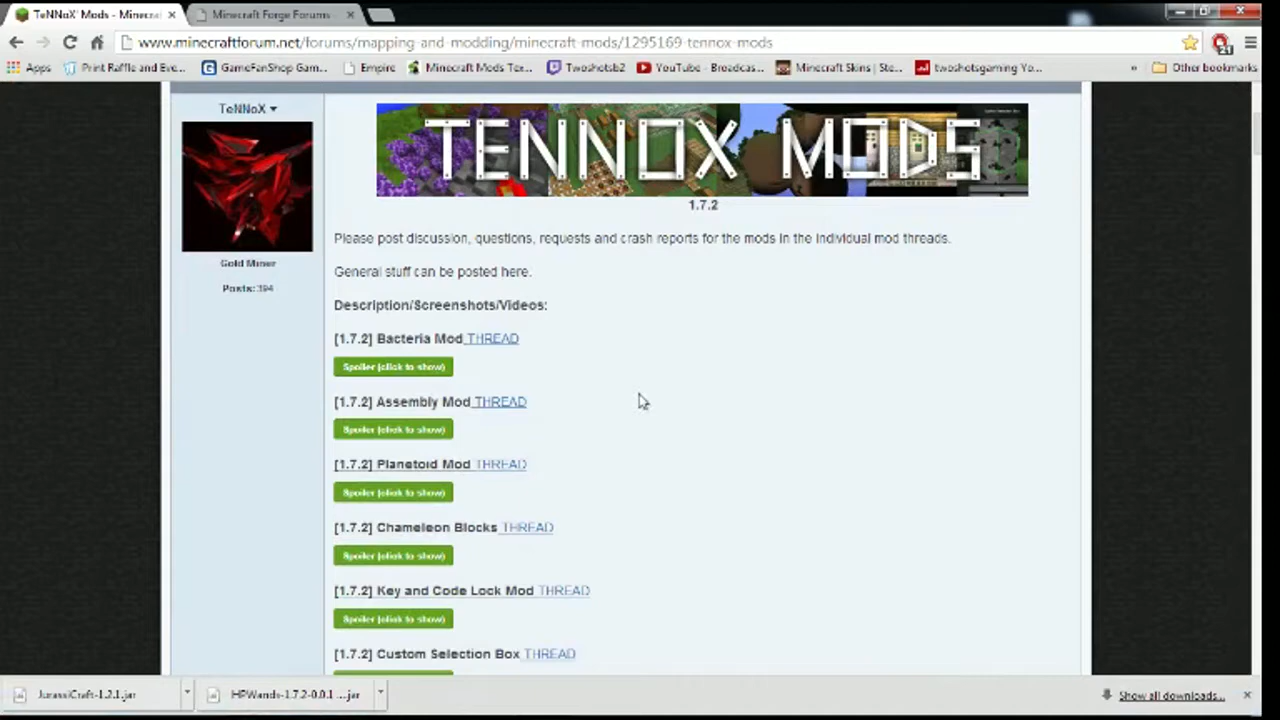 TeNNoX' Mods - Minecra
Minecraft Forge Forums
www.minecraftforum.net/forums/mapping-and-modding/minecraft-mods/1295169-tennox-mods
Apps
Print Raffle and Eve...
GameFanShop Gam...
Empire
Minecraft Mods Tex...
Twoshotsb2
YouTube - Broadcas...
Minecraft Skins | Ste...
twoshotsgaming Yo...
»
Other bookmarks
TeNNoX
TENNOX MODS
1.7.2
Gold Miner
Posts: 394
Please post discussion, questions, requests and crash reports for the mods in the individual mod threads.
General stuff can be posted here.
Description/Screenshots/Videos:
[1.7.2] Bacteria Mod THREAD
Spoiler (click to show)
[1.7.2] Assembly Mod THREAD
Spoiler (click to show)
[1.7.2] Planetoid Mod THREAD
Spoiler (click to show)
[1.7.2] Chameleon Blocks THREAD
Spoiler (click to show)
[1.7.2] Key and Code Lock Mod THREAD
Spoiler (click to show)
[1.7.2] Custom Selection Box THREAD
JurassiCraft-1.2.1.jar
HPWands-1.7.2-0.0.1 ....jar
Show all downloads...